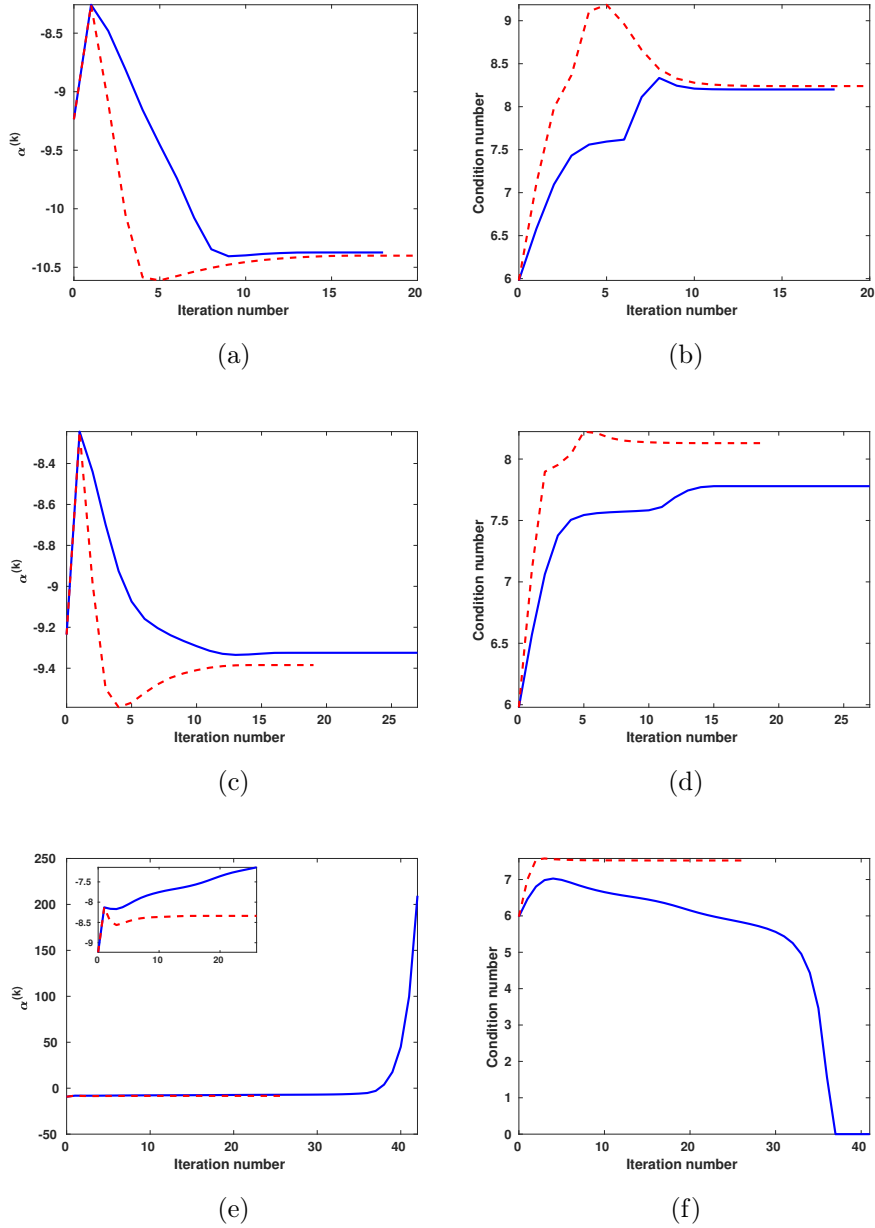 -8.5
-9
-9.5
-10
-10.5
α(k)
0 5 10 15 20
Iteration number
(a)
9
8.5
8
7.5
7
6.5
6
Condition number
0 5 10 15 20
Iteration number
(b)
-8.4
-8.6
-8.8
-9
-9.2
-9.4
α(k)
0 5 10 15 20 25
Iteration number
(c)
8
7.5
7
6.5
6
Condition number
0 5 10 15 20 25
Iteration number
(d)
250
200
150
100
50
0
-50
α(k)
-7.5
-8
-8.5
-9
0 10 20
0 10 20 30 40
Iteration number
(e)
7
6
5
4
3
2
1
0
Condition number
0 10 20 30 40
Iteration number
(f)